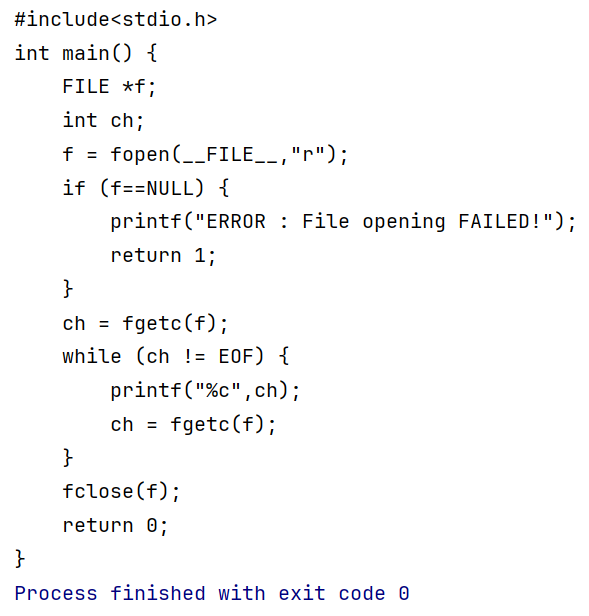 #include<stdio.h>
int main() {
    FILE *f;
    int ch;
    f = fopen(__FILE__,"r");
    if (f==NULL) {
        printf("ERROR : File opening FAILED!");
        return 1;
    }
    ch = fgetc(f);
    while (ch != EOF) {
        printf("%c",ch);
        ch = fgetc(f);
    }
    fclose(f);
    return 0;
}
Process finished with exit code 0